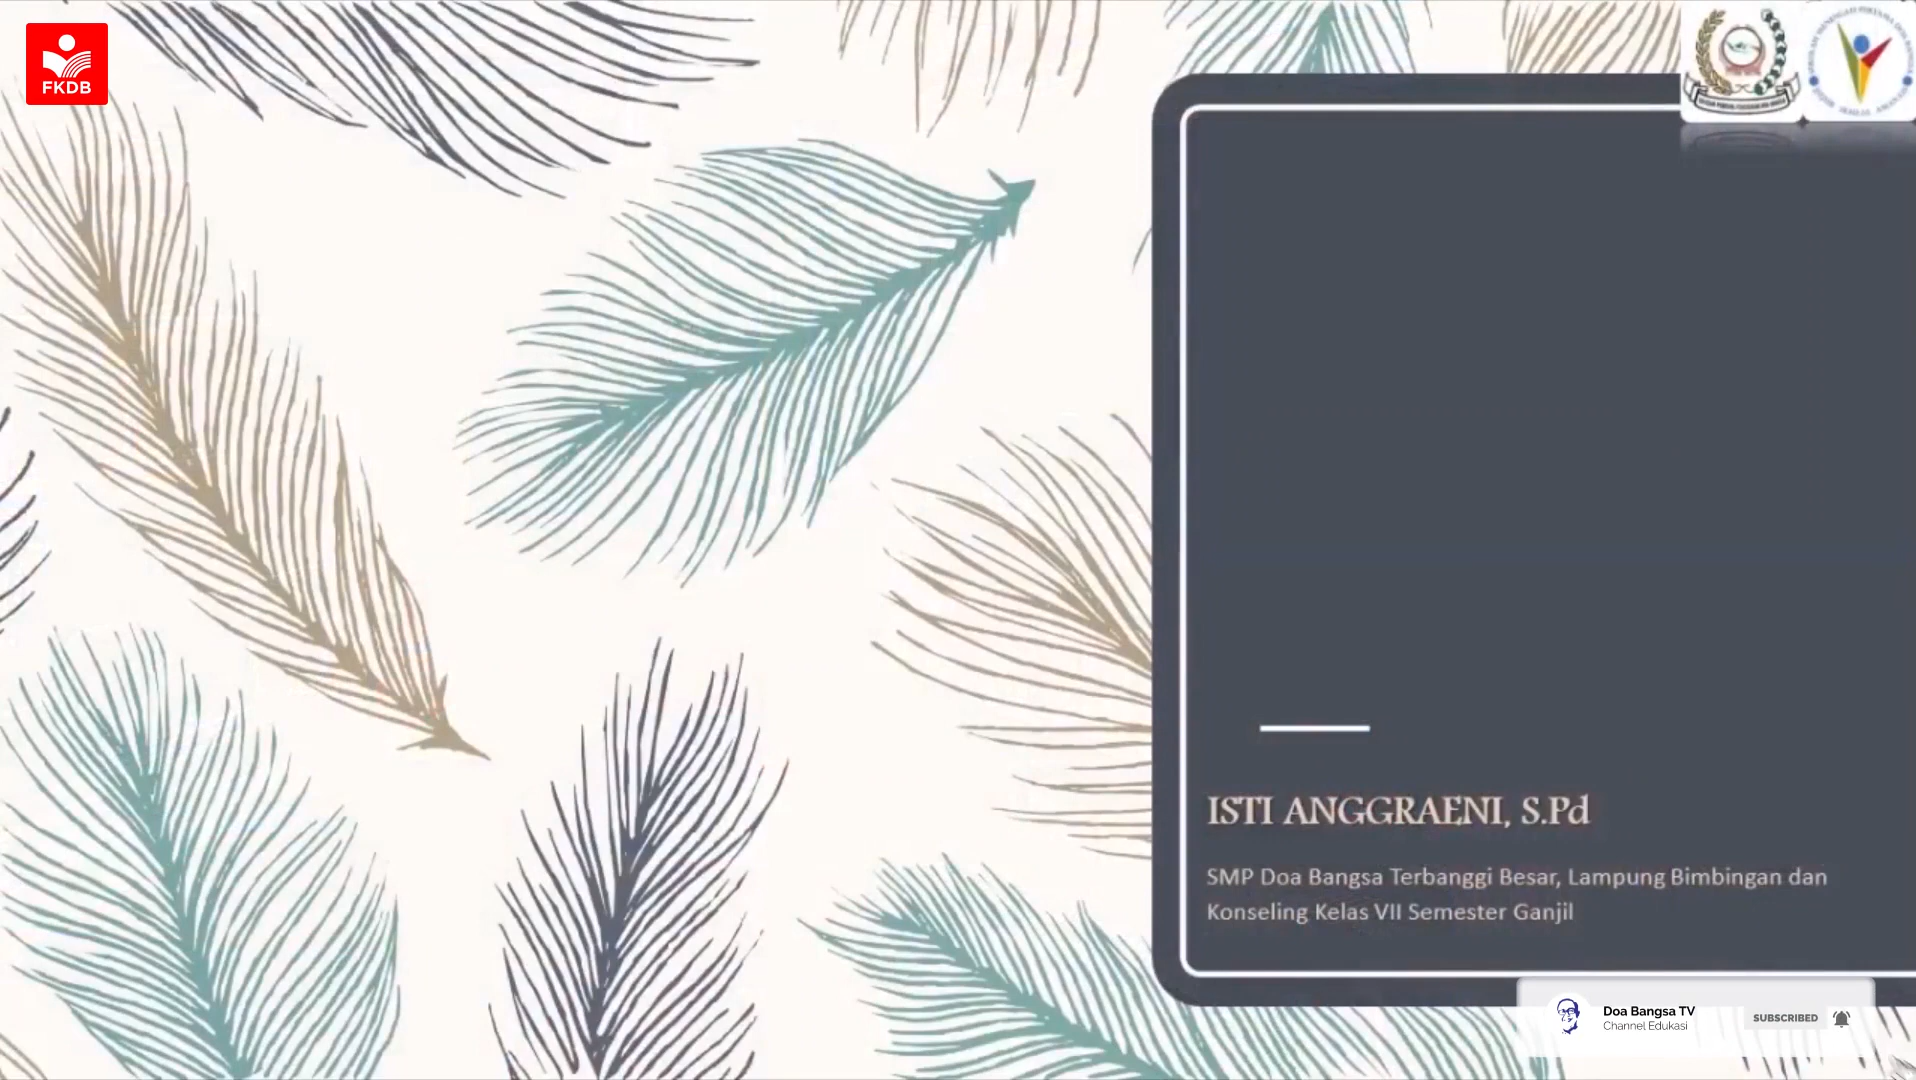 FKDB
ISTI ANGGRAENI, S.Pd
SMP Doa Bangsa Terbanggi Besar, Lampung Bimbingan dan
Konseling Kelas VII Semester Ganjil
Doa Bangsa TV
Channel Edukasi
SUBSCRIBED